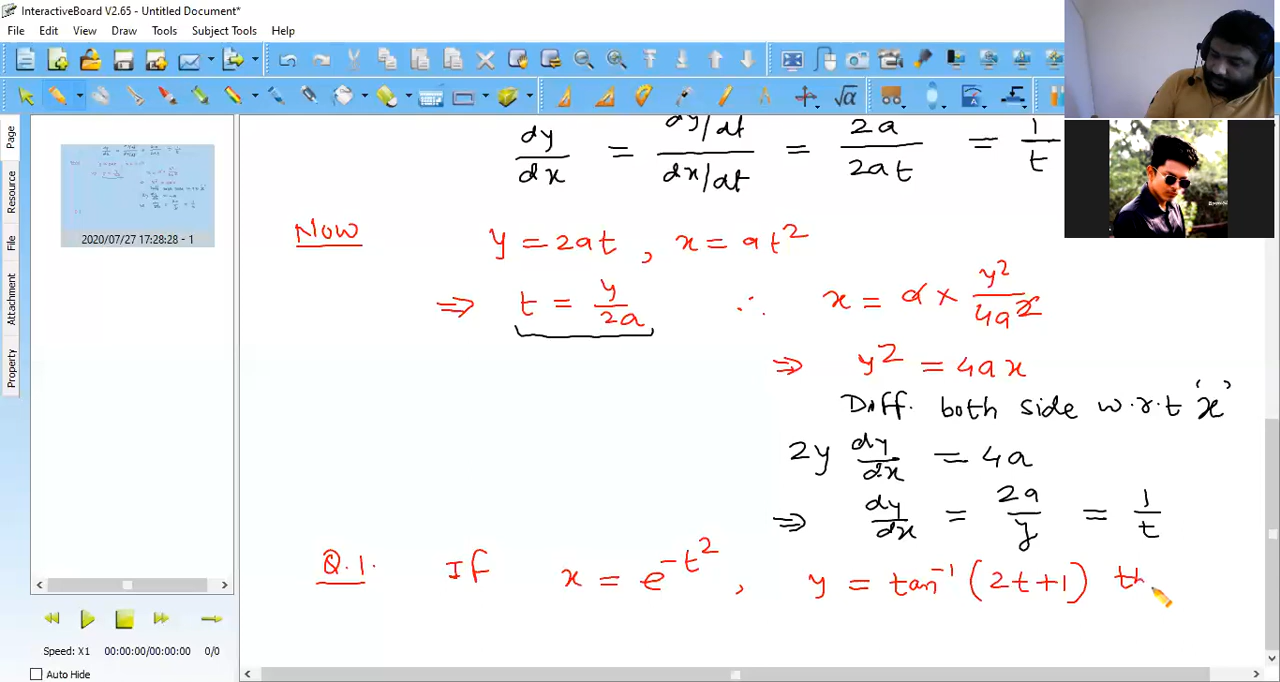 InteractiveBoard V2.65 - Untitled Document*
File Edit View Draw Tools Subject Tools Help
Page
Resource
File
Attachment
Property
2020/07/27 17:28:28 - 1
Speed: X1 00:00:00/00:00:00 0/0
Auto Hide
dy/dx = (dy/dt)/(dx/dt) = 2a/2at = 1/t
Now y = 2at , x = at²
⇒ t = y/2a ∴ x = a × y²/4a²
⇒ y² = 4ax
Diff. both side w.r.t 'x'
2y dy/dx = 4a
⇒ dy/dx = 2a/y = 1/t
Q.1. If x = e^-t² , y = tan⁻¹ (2t+1) th